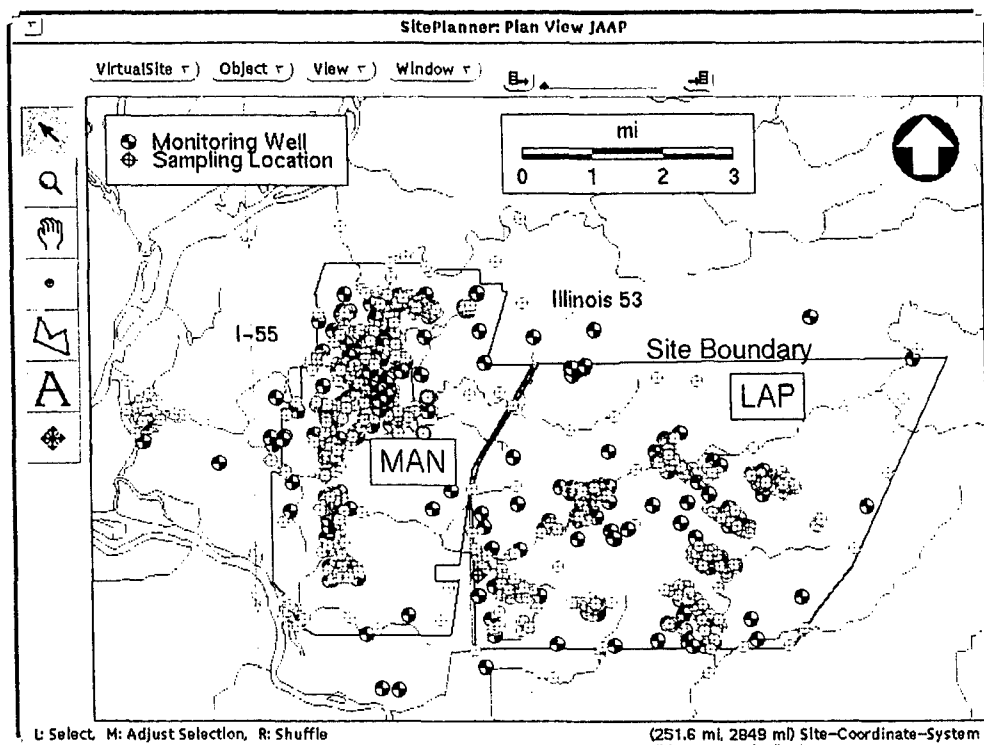 SitePlanner: Plan View JAAP
VirtualSite Object View Window
Monitoring Well
Sampling Location
mi
0 1 2 3
Illinois 53
I-55
Site Boundary
LAP
MAN
A
L: Select, M: Adjust Selection, R: Shuffle
(251.6 mi, 2849 mi) Site-Coordinate-System